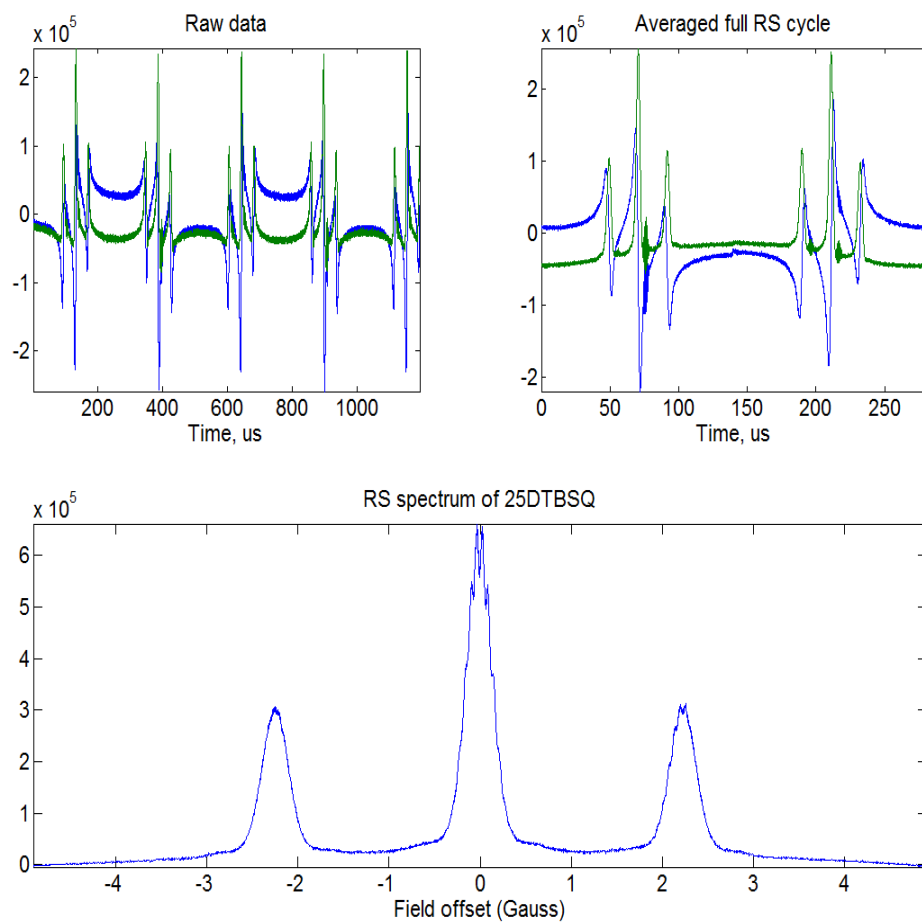 Raw data
x 10^5
2
1
0
-1
-2
200 400 600 800 1000
Time, us
Averaged full RS cycle
x 10^5
2
1
0
-1
-2
0 50 100 150 200 250
Time, us
RS spectrum of 25DTBSQ
x 10^5
6
5
4
3
2
1
0
-4 -3 -2 -1 0 1 2 3 4
Field offset (Gauss)